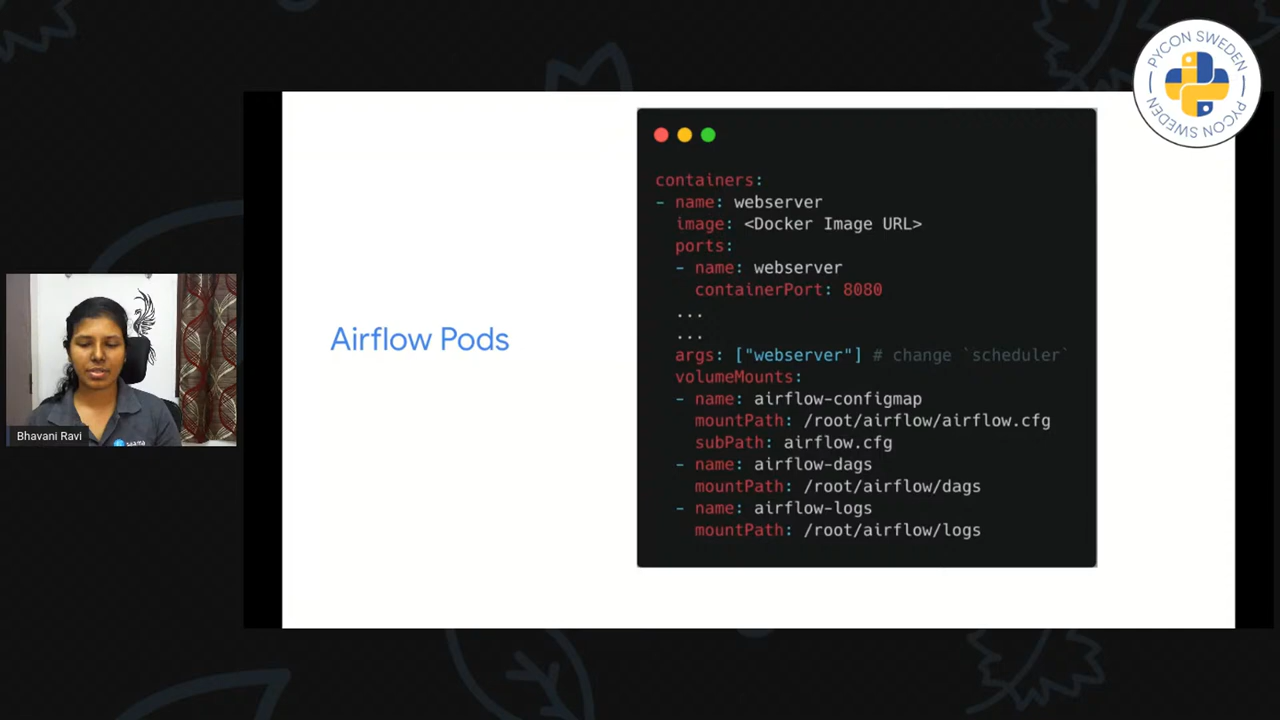 PYCON SWEDEN
PYCON SWEDEN
containers:
- name: webserver
image: <Docker Image URL>
ports:
- name: webserver
containerPort: 8080
...
...
args: ["webserver"] # change `scheduler`
volumeMounts:
- name: airflow-configmap
mountPath: /root/airflow/airflow.cfg
subPath: airflow.cfg
- name: airflow-dags
mountPath: /root/airflow/dags
- name: airflow-logs
mountPath: /root/airflow/logs
Airflow Pods
Bhavani Ravi